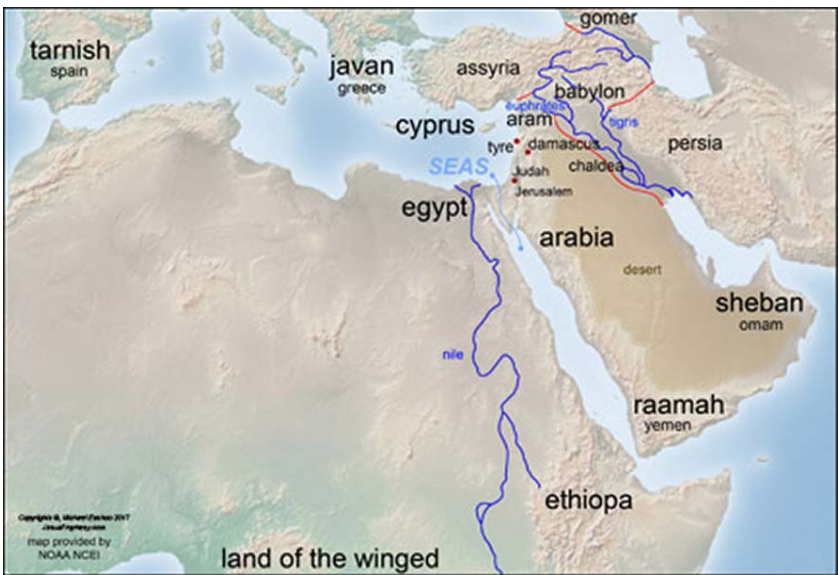 gomer
tarnish
spain
javan
greece
assyria
babylon
euphrates
aram
tigris
cyprus
tyre
damascus
persia
SEAS
chaldea
Judah
Jerusalem
egypt
arabia
desert
sheban
omam
nile
raamah
yemen
ethiopa
map provided by
NOAA NCEI
land of the winged